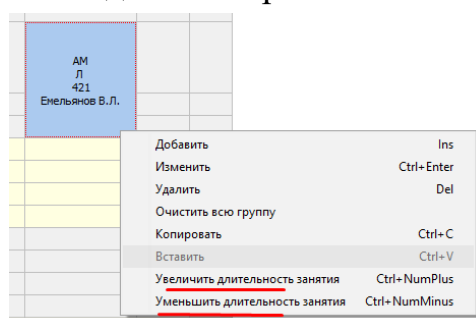 АМ
Л
421
Емельянов В.Л.
Добавить Ins
Изменить Ctrl+Enter
Удалить Del
Очистить всю группу
Копировать Ctrl+C
Вставить Ctrl+V
Увеличить длительность занятия Ctrl+NumPlus
Уменьшить длительность занятия Ctrl+NumMinus